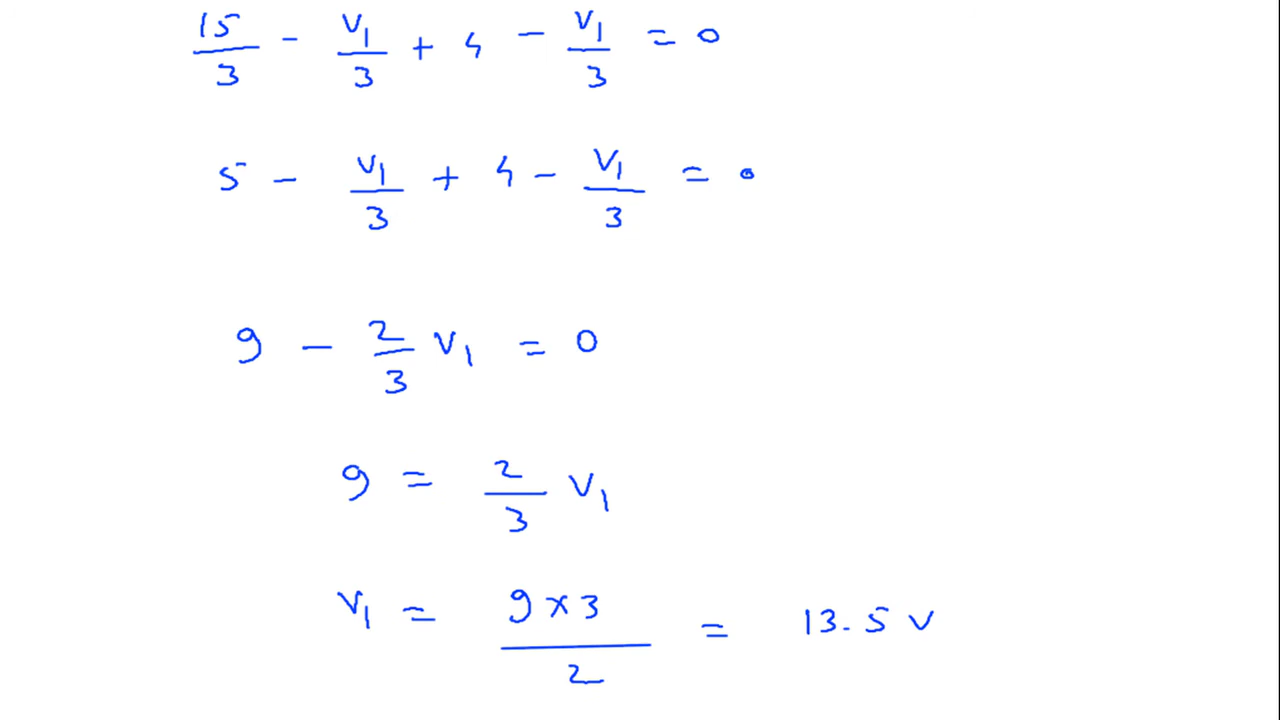 15/3 - V₁/3 + 4 - V₁/3 = 0
5 - V₁/3 + 4 - V₁/3 = 0
9 - 2/3 V₁ = 0
9 = 2/3 V₁
V₁ = 9×3/2 = 13.5 V